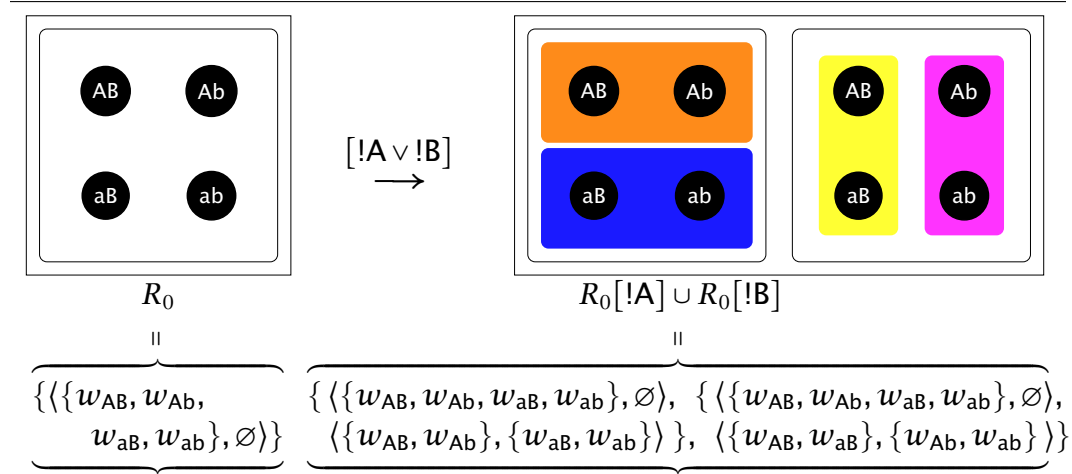 AB Ab AB Ab AB Ab
[!A ∨ !B]
⟶
aB ab aB ab aB ab
R₀ R₀[!A] ∪ R₀[!B]
= =
{⟨{w_AB, w_Ab, { ⟨{w_AB, w_Ab, w_aB, w_ab}, ∅⟩, { ⟨{w_AB, w_Ab, w_aB, w_ab}, ∅⟩,
w_aB, w_ab}, ∅⟩} ⟨{w_AB, w_Ab}, {w_aB, w_ab}⟩ }, ⟨{w_AB, w_aB}, {w_Ab, w_ab} ⟩}